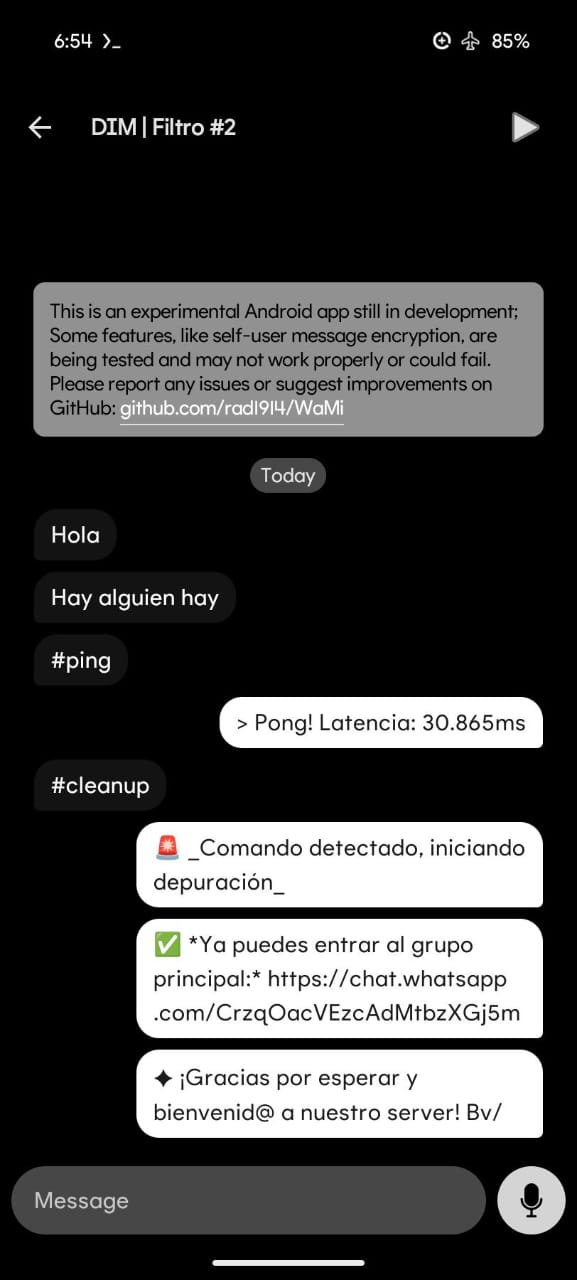 6:54 ❯_ 85%
DIM | Filtro #2
This is an experimental Android app still in development;
Some features, like self-user message encryption, are
being tested and may not work properly or could fail.
Please report any issues or suggest improvements on
GitHub: github.com/rad1914/WaMi
Today
Hola
Hay alguien hay
#ping
> Pong! Latencia: 30.865ms
#cleanup
🚨 _Comando detectado, iniciando
depuración_
✅ *Ya puedes entrar al grupo
principal:* https://chat.whatsapp
.com/CrzqOacVEzcAdMtbzXGj5m
✦ ¡Gracias por esperar y
bienvenid@ a nuestro server! Bv/
Message